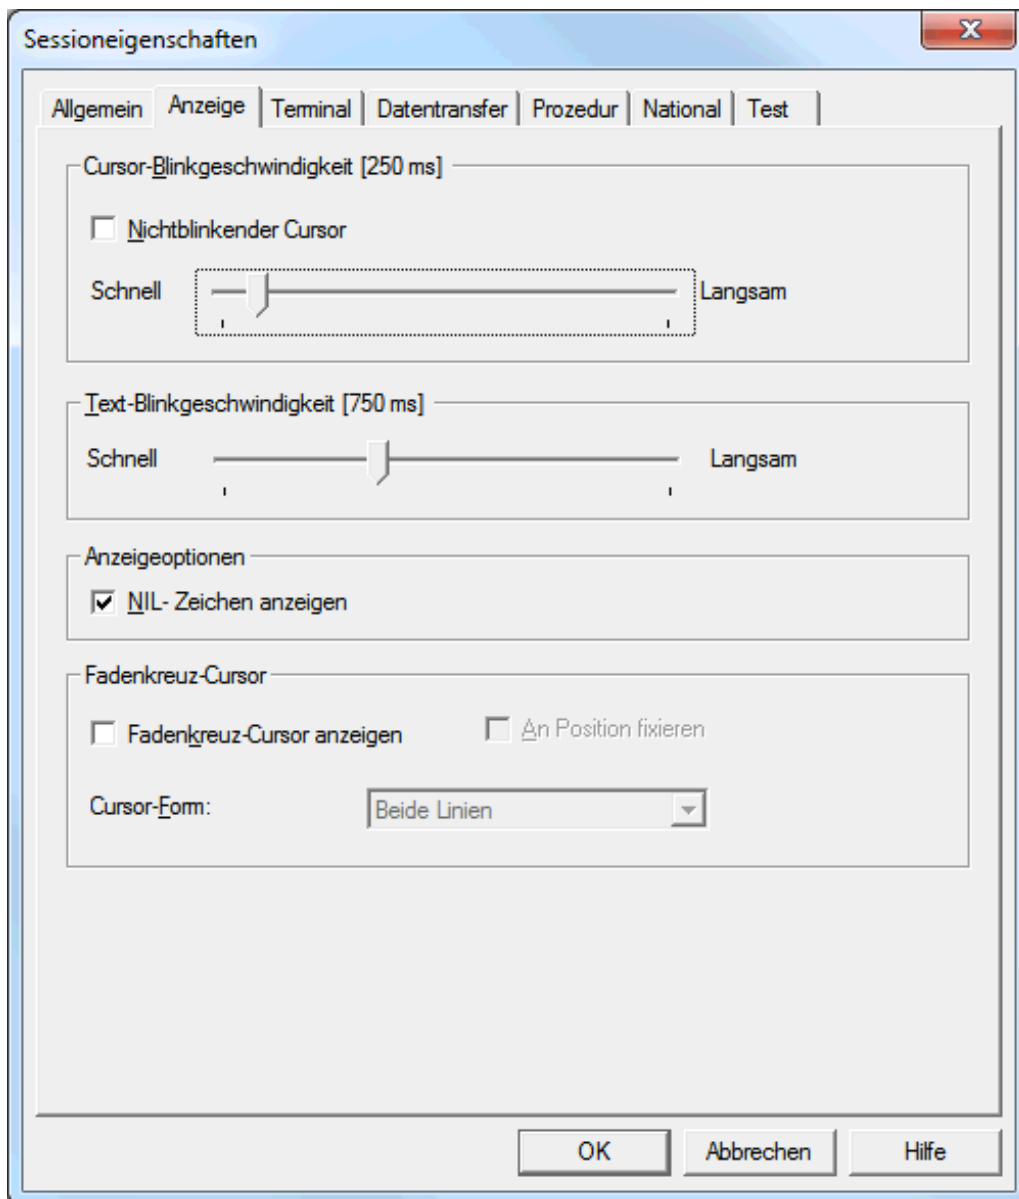 Sessioneigenschaften
Allgemein Anzeige Terminal Datentransfer Prozedur National Test
Cursor-Blinkgeschwindigkeit [250 ms]
Nichtblinkender Cursor
Schnell Langsam
Text-Blinkgeschwindigkeit [750 ms]
Schnell Langsam
Anzeigeoptionen
NIL- Zeichen anzeigen
Fadenkreuz-Cursor
Fadenkreuz-Cursor anzeigen An Position fixieren
Cursor-Form: Beide Linien
OK Abbrechen Hilfe